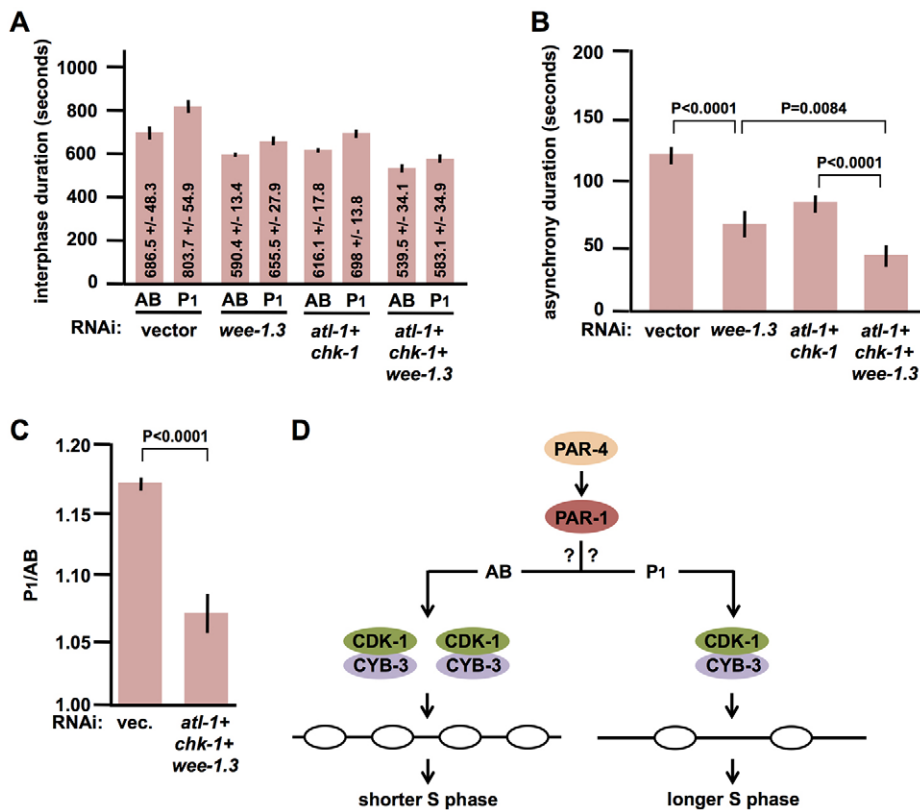 A
interphase duration (seconds)
1000
800
600
400
200
0
686.5 +/- 48.3
803.7 +/- 54.9
590.4 +/- 13.4
655.5 +/- 27.9
616.1 +/- 17.8
698 +/- 13.8
539.5 +/- 34.1
583.1 +/- 34.9
AB P1 AB P1 AB P1 AB P1
RNAi: vector wee-1.3 atl-1+ atl-1+
chk-1 chk-1+
wee-1.3
B
asynchrony duration (seconds)
200
150
100
50
0
P<0.0001 P=0.0084
P<0.0001
RNAi: vector wee-1.3 atl-1+ atl-1+
chk-1 chk-1+
wee-1.3
C
P1/AB
1.20
1.15
1.10
1.05
1.00
P<0.0001
RNAi: vec. atl-1+
chk-1+
wee-1.3
D
PAR-4
PAR-1
? ?
AB P1
CDK-1 CDK-1 CDK-1
CYB-3 CYB-3 CYB-3
shorter S phase longer S phase